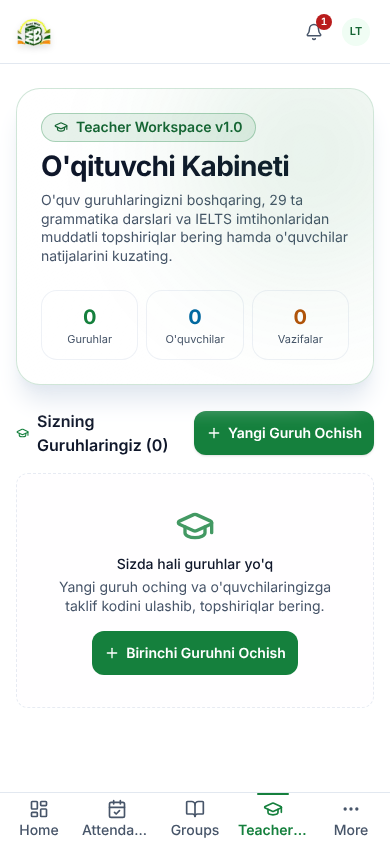 1
LT
Teacher Workspace v1.0
O'qituvchi Kabineti
O'quv guruhlaringizni boshqaring, 29 ta
grammatika darslari va IELTS imtihonlaridan
muddatli topshiriqlar bering hamda o'quvchilar
natijalarini kuzating.
0
0
0
Guruhlar
O'quvchilar
Vazifalar
Sizning
Guruhlaringiz (0)
Yangi Guruh Ochish
Sizda hali guruhlar yo'q
Yangi guruh oching va o'quvchilaringizga
taklif kodini ulashib, topshiriqlar bering.
Birinchi Guruhni Ochish
Home
Attenda...
Groups
Teacher...
More